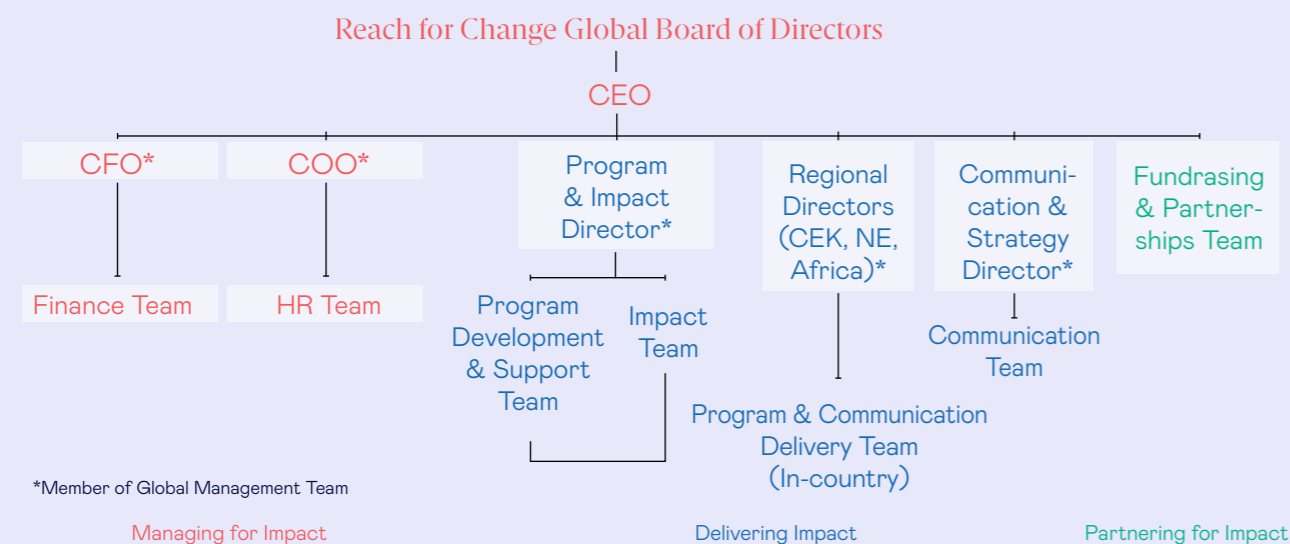 Reach for Change Global Board of Directors
CEO
CFO*
COO*
Program
& Impact
Director*
Regional
Directors
(CEK, NE,
Africa)*
Communi-
cation &
Strategy
Director*
Fundrasing
& Partner-
ships Team
Finance Team
HR Team
Program
Development
& Support
Team
Impact
Team
Communication
Team
Program & Communication
Delivery Team
(In-country)
*Member of Global Management Team
Managing for Impact
Delivering Impact
Partnering for Impact